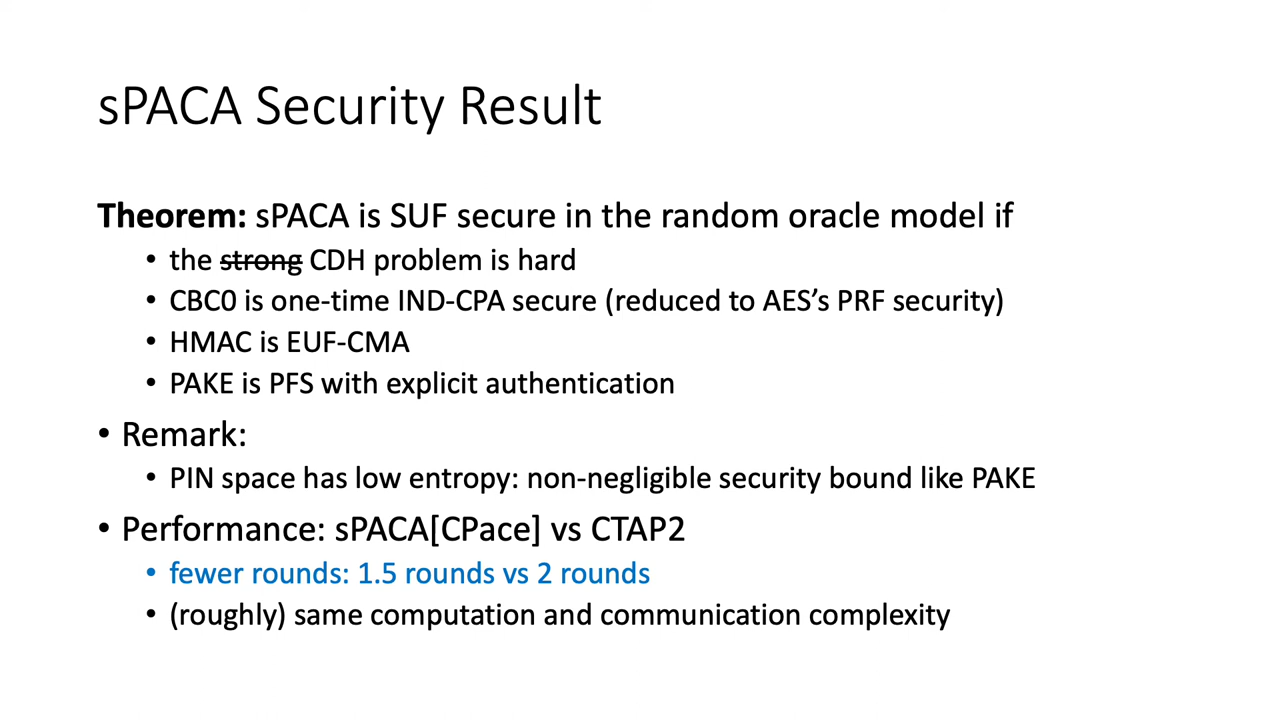 sPACA Security Result
Theorem: sPACA is SUF secure in the random oracle model if
• the strong CDH problem is hard
• CBC0 is one-time IND-CPA secure (reduced to AES’s PRF security)
• HMAC is EUF-CMA
• PAKE is PFS with explicit authentication
• Remark:
• PIN space has low entropy: non-negligible security bound like PAKE
• Performance: sPACA[CPace] vs CTAP2
• fewer rounds: 1.5 rounds vs 2 rounds
• (roughly) same computation and communication complexity